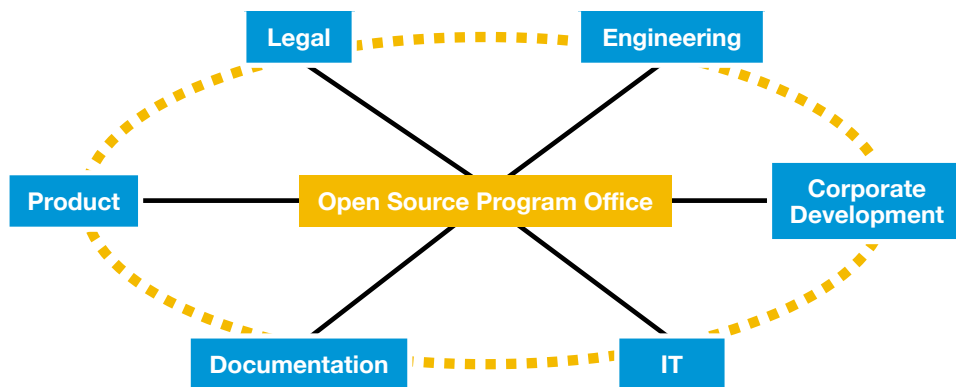 Legal
Engineering
Product
Open Source Program Office
Corporate
Development
Documentation
IT